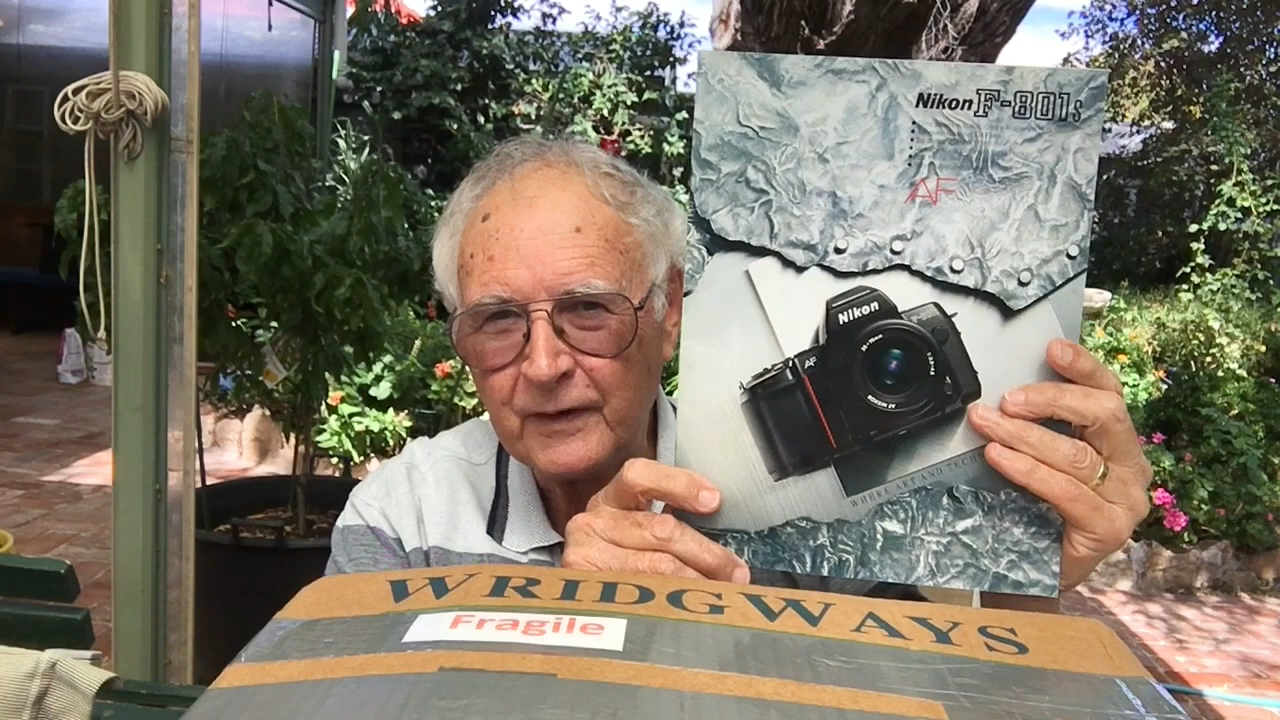 Nikon F-801s
AF
Nikon
AF
WHERE ART AND TECH
WRIDGWAYS
Fragile